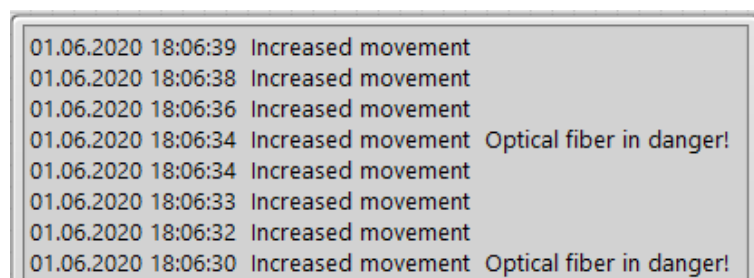 01.06.2020 18:06:39 Increased movement
01.06.2020 18:06:38 Increased movement
01.06.2020 18:06:36 Increased movement
01.06.2020 18:06:34 Increased movement Optical fiber in danger!
01.06.2020 18:06:34 Increased movement
01.06.2020 18:06:33 Increased movement
01.06.2020 18:06:32 Increased movement
01.06.2020 18:06:30 Increased movement Optical fiber in danger!